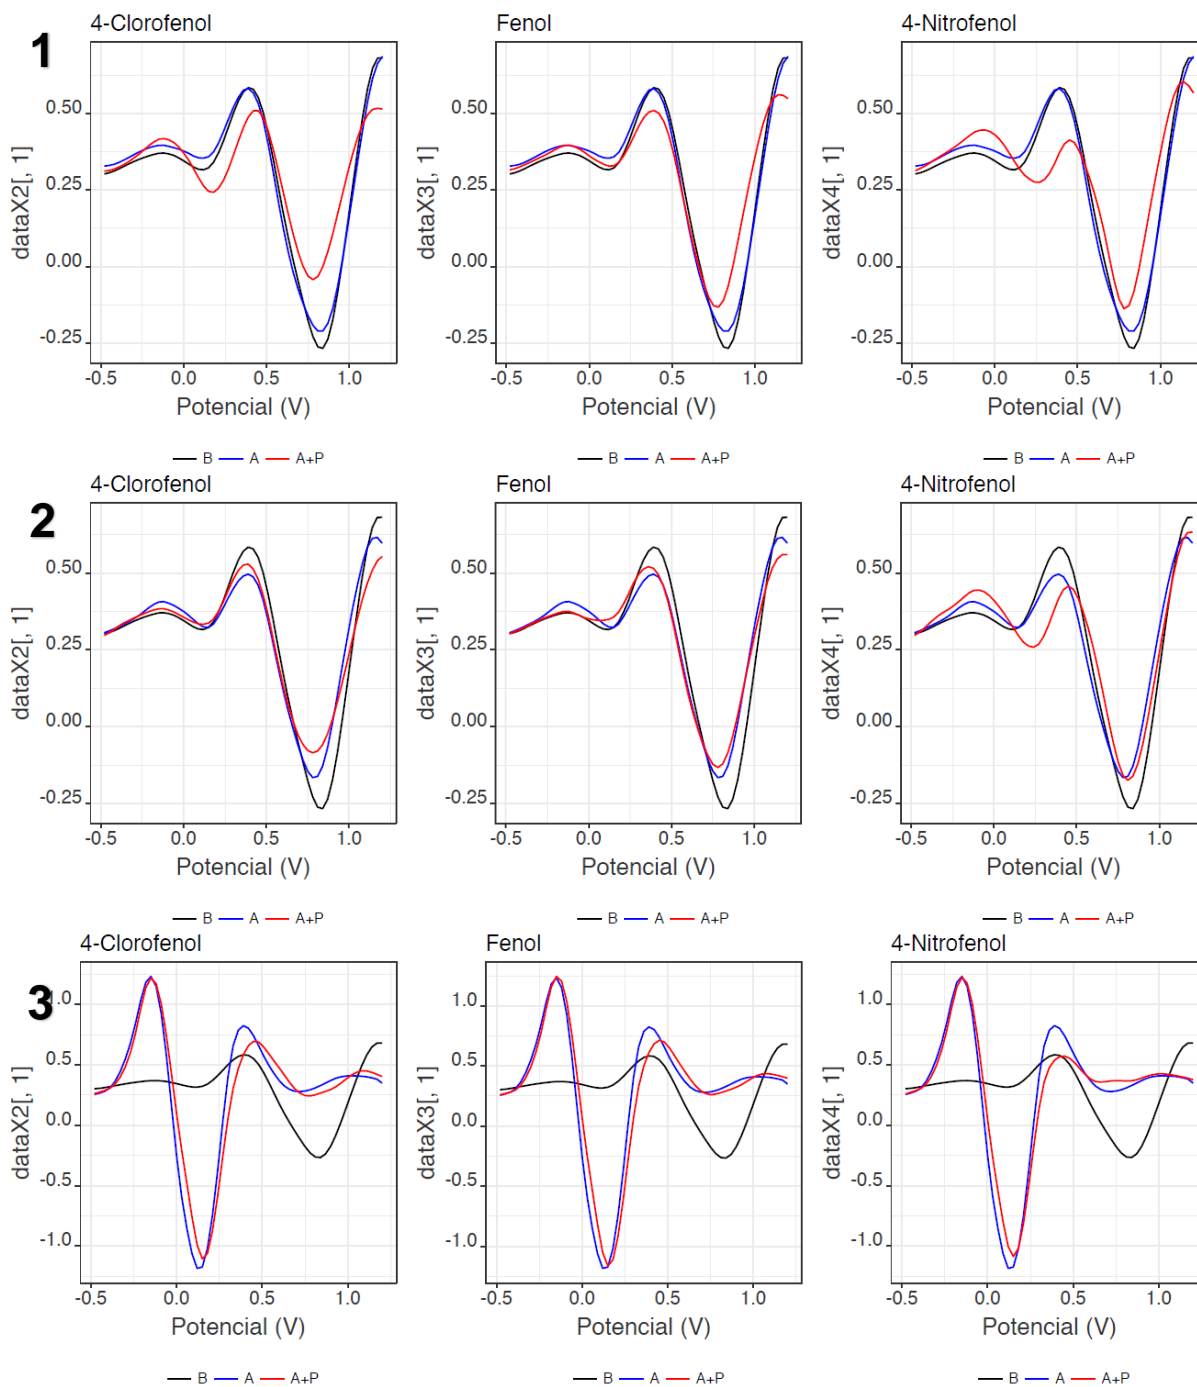 1
4-Clorofenol
dataX2[, 1]
0.50
0.25
0.00
-0.25
-0.5 0.0 0.5 1.0
Potencial (V)
B A A+P
Fenol
dataX3[, 1]
0.50
0.25
0.00
-0.25
-0.5 0.0 0.5 1.0
Potencial (V)
B A A+P
4-Nitrofenol
dataX4[, 1]
0.50
0.25
0.00
-0.25
-0.5 0.0 0.5 1.0
Potencial (V)
B A A+P
2
4-Clorofenol
dataX2[, 1]
0.50
0.25
0.00
-0.25
-0.5 0.0 0.5 1.0
Potencial (V)
B A A+P
Fenol
dataX3[, 1]
0.50
0.25
0.00
-0.25
-0.5 0.0 0.5 1.0
Potencial (V)
B A A+P
4-Nitrofenol
dataX4[, 1]
0.50
0.25
0.00
-0.25
-0.5 0.0 0.5 1.0
Potencial (V)
B A A+P
3
4-Clorofenol
dataX2[, 1]
1.0
0.5
0.0
-0.5
-1.0
-0.5 0.0 0.5 1.0
Potencial (V)
B A A+P
Fenol
dataX3[, 1]
1.0
0.5
0.0
-0.5
-1.0
-0.5 0.0 0.5 1.0
Potencial (V)
B A A+P
4-Nitrofenol
dataX4[, 1]
1.0
0.5
0.0
-0.5
-1.0
-0.5 0.0 0.5 1.0
Potencial (V)
B A A+P